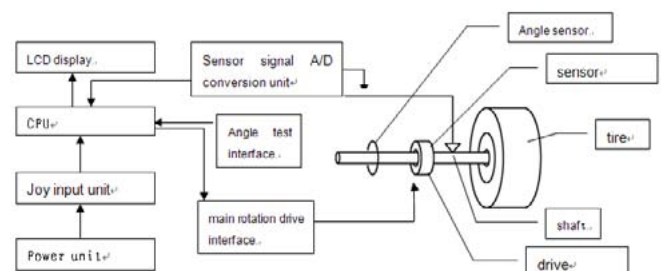 LCD display
Sensor signal A/D
conversion unit
Angle sensor
sensor
CPU
Angle test
interface
tire
Joy input unit
main rotation drive
interface
shaft
Power unit
drive